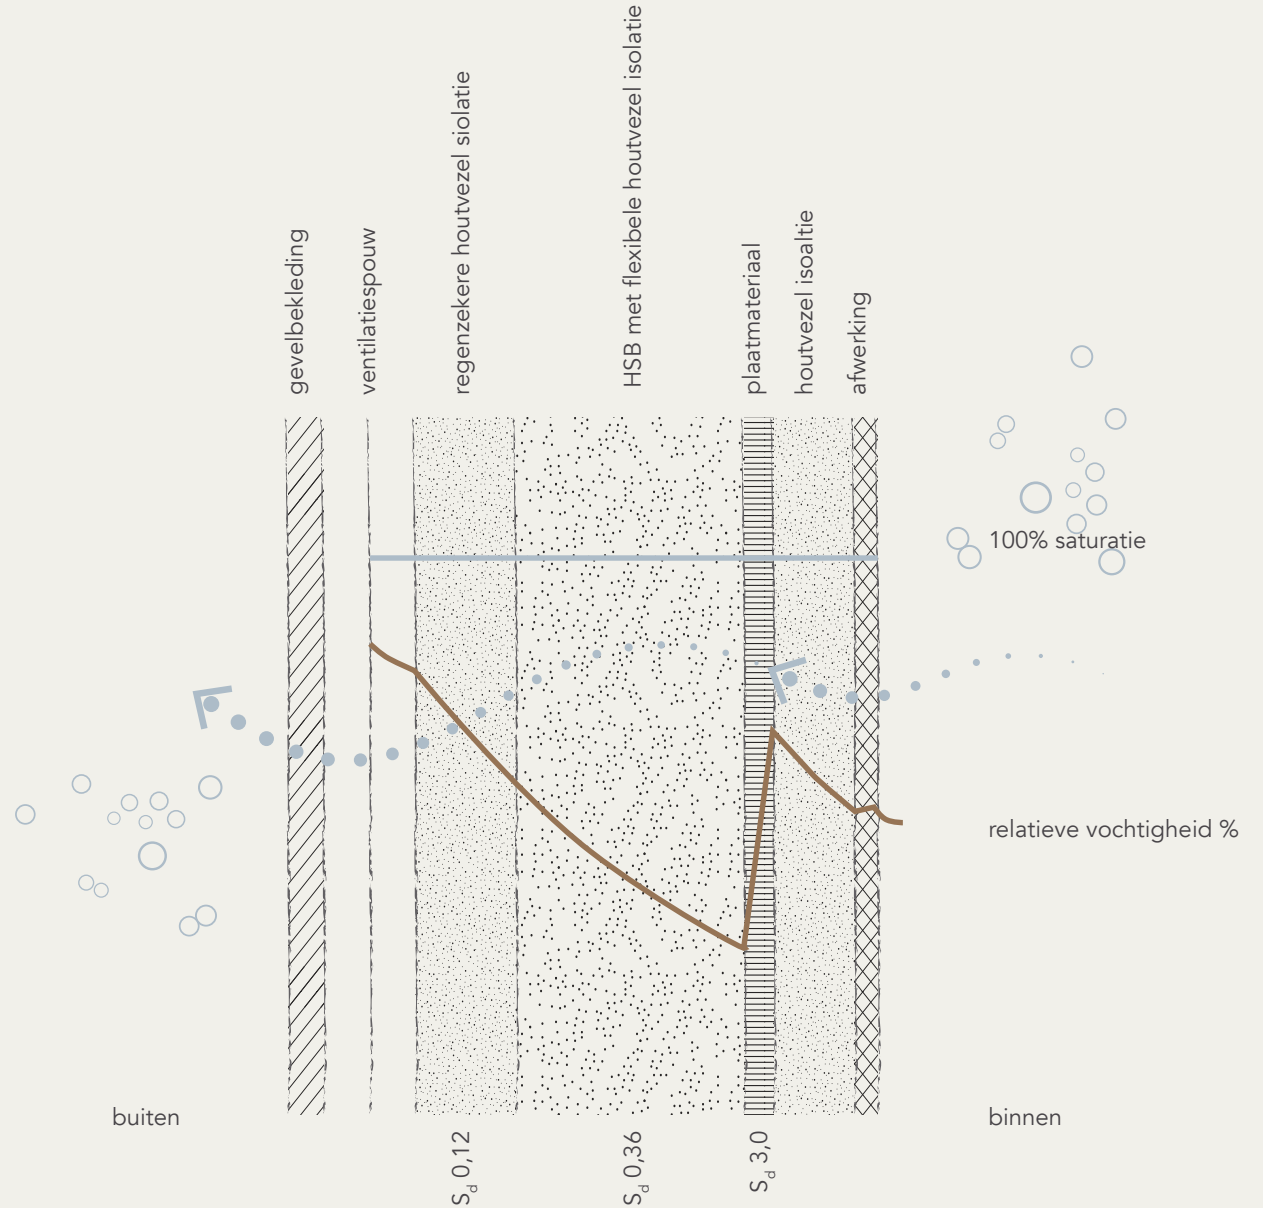 gevelbekleding
ventilatiespouw
regenzekere houtvezel siolatie
HSB met flexibele houtvezel isolatie
plaatmateriaal
houtvezel isoaltie
afwerking
100% saturatie
relatieve vochtigheid %
buiten
binnen
Sd 0,12
Sd 0,36
Sd 3,0